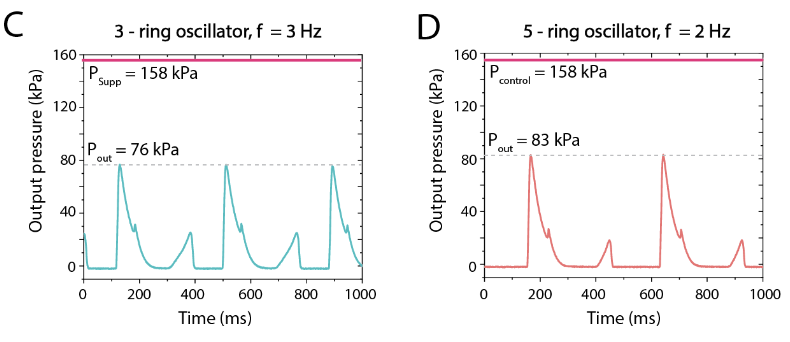 C
3 - ring oscillator, f = 3 Hz
160
120
80
40
0
Output pressure (kPa)
P_Supp = 158 kPa
P_out = 76 kPa
0 200 400 600 800 1000
Time (ms)
D
5 - ring oscillator, f = 2 Hz
160
120
80
40
0
Output pressure (kPa)
P_control = 158 kPa
P_out = 83 kPa
0 200 400 600 800 1000
Time (ms)